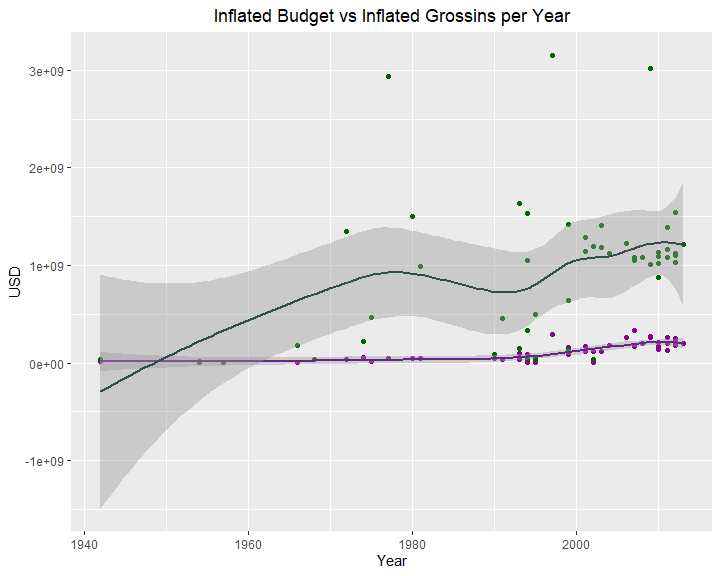 Inflated Budget vs Inflated Grossins per Year
3e+09
2e+09
1e+09
0e+00
-1e+09
USD
1940 1960 1980 2000
Year